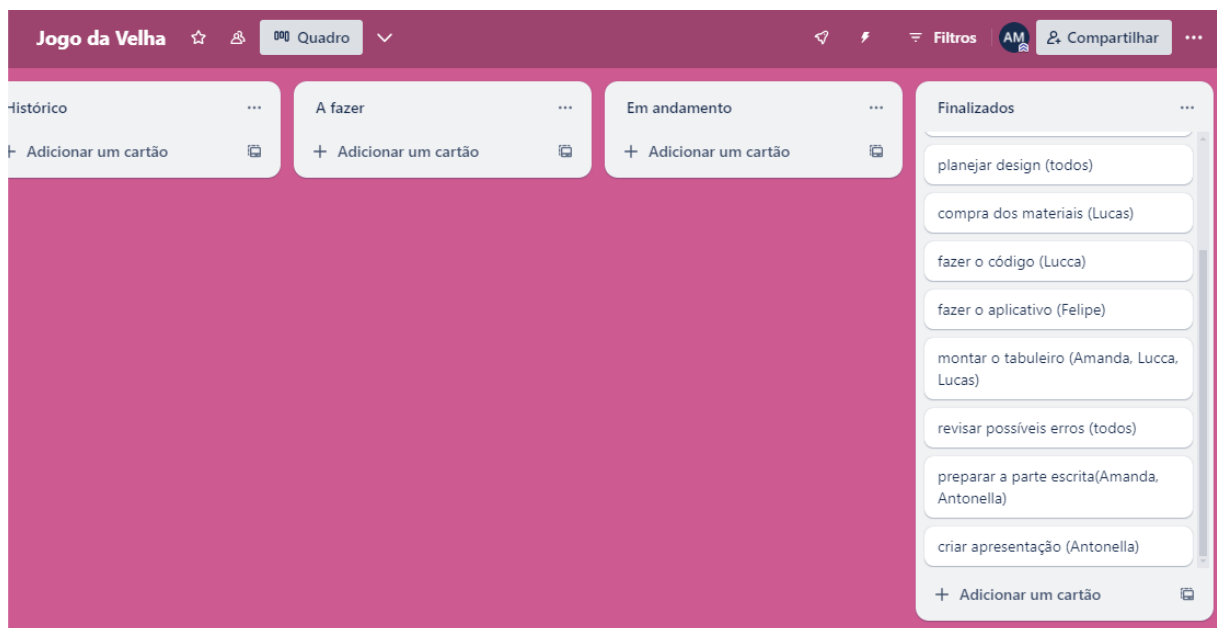 Jogo da Velha
Quadro
Filtros
AM
Compartilhar
Histórico
Adicionar um cartão
A fazer
Adicionar um cartão
Em andamento
Adicionar um cartão
Finalizados
planejar design (todos)
compra dos materiais (Lucas)
fazer o código (Lucca)
fazer o aplicativo (Felipe)
montar o tabuleiro (Amanda, Lucca,
Lucas)
revisar possíveis erros (todos)
preparar a parte escrita(Amanda,
Antonella)
criar apresentação (Antonella)
Adicionar um cartão